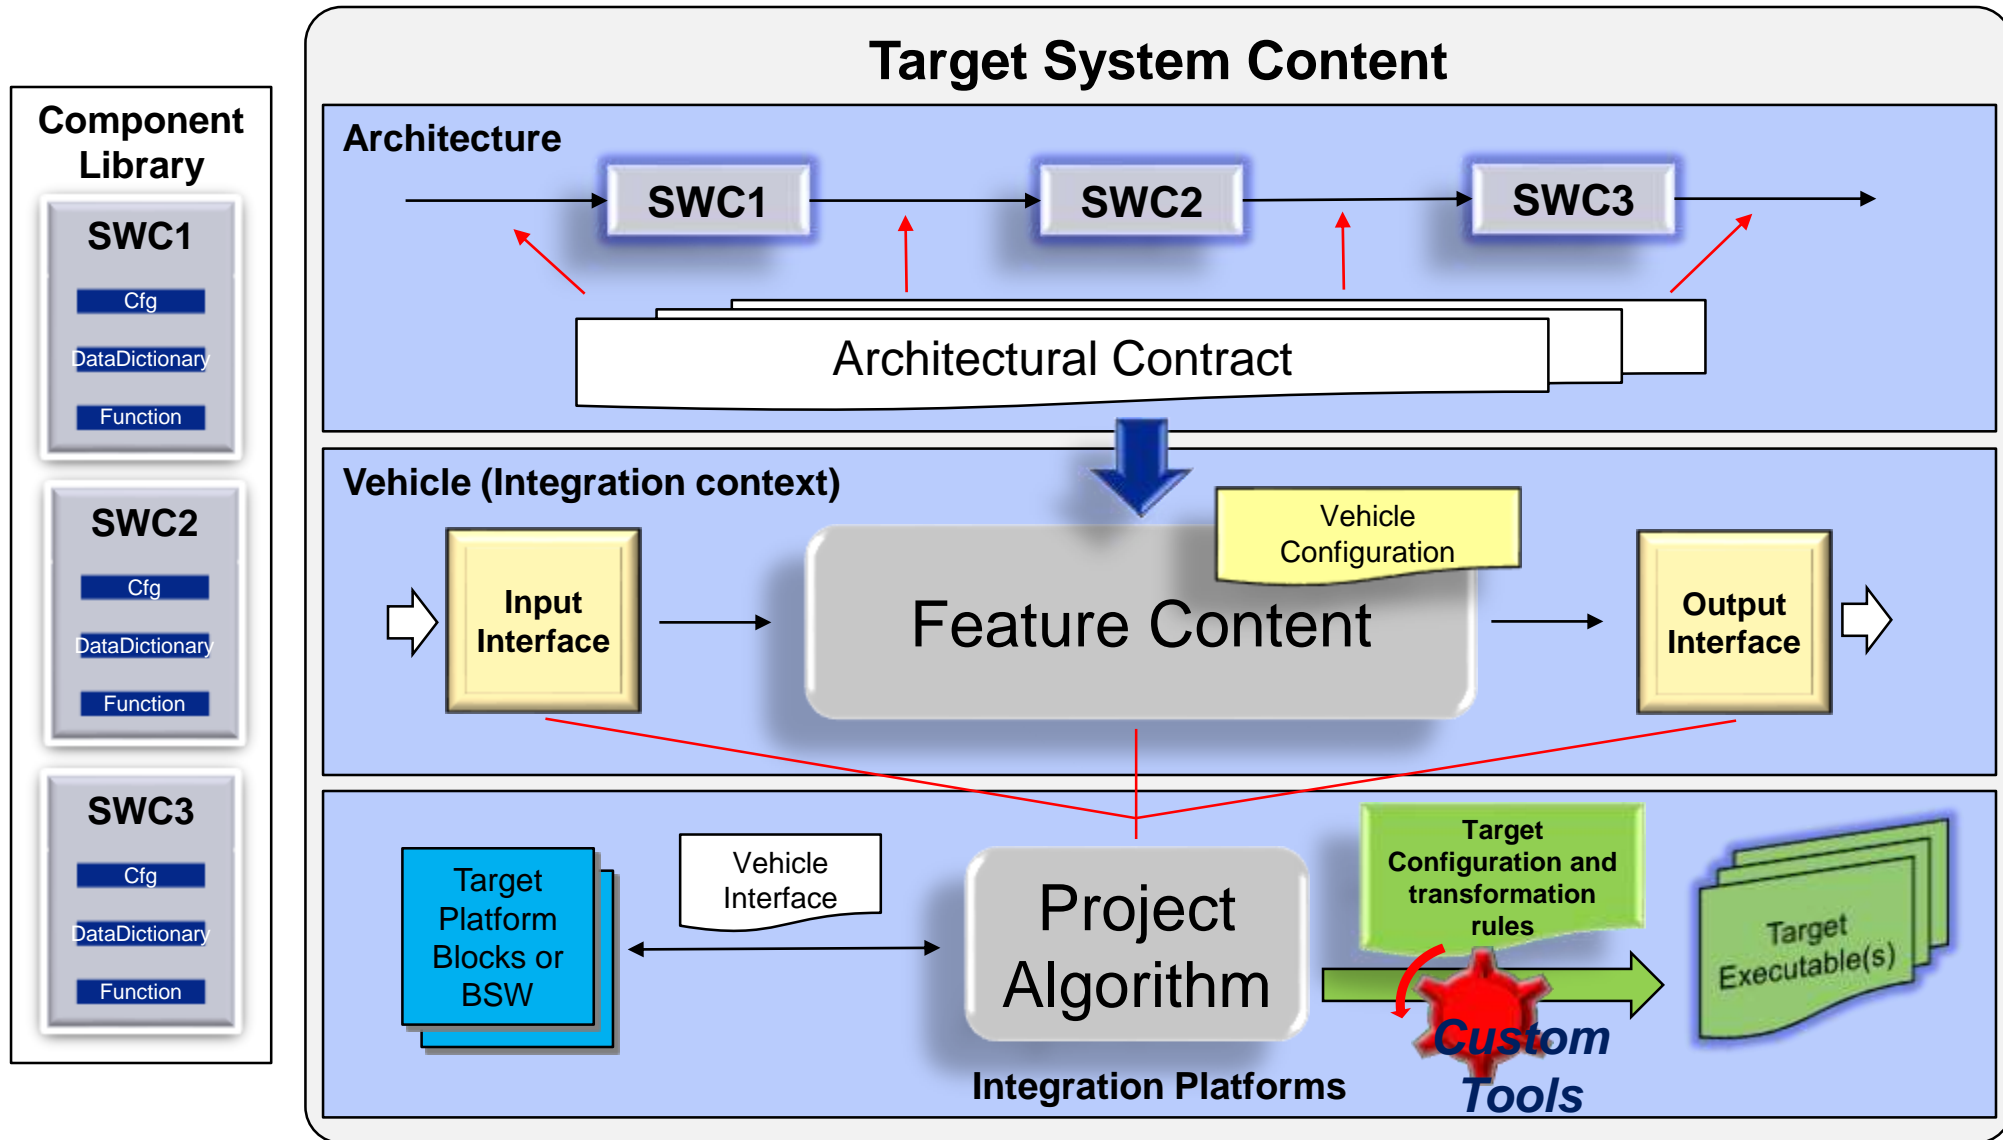 Target System Content
Component
Library
SWC1
Cfg
DataDictionary
Function
SWC2
Cfg
DataDictionary
Function
SWC3
Cfg
DataDictionary
Function
Architecture
SWC1
SWC2
SWC3
Architectural Contract
Vehicle (Integration context)
Input
Interface
Feature Content
Vehicle
Configuration
Output
Interface
Target
Platform
Blocks or
BSW
Vehicle
Interface
Project
Algorithm
Target
Configuration and
transformation
rules
Custom
Tools
Target
Executable(s)
Integration Platforms